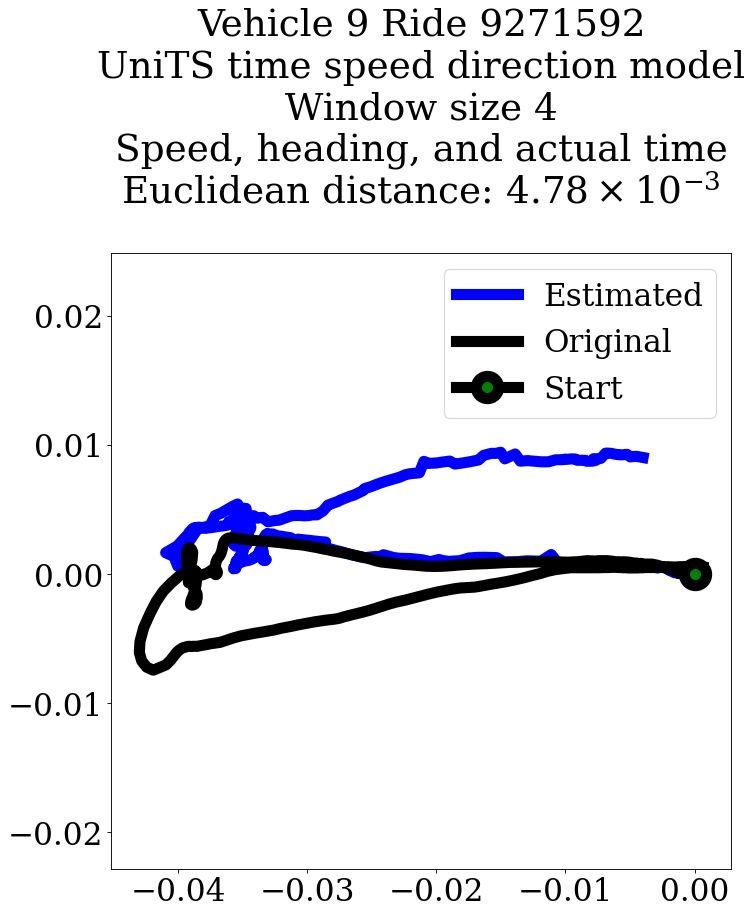 Vehicle 9 Ride 9271592
UniTS time speed direction model
Window size 4
Speed, heading, and actual time
Euclidean distance: 4.78 × 10⁻³
Estimated
Original
Start
0.02
0.01
0.00
−0.01
−0.02
−0.04 −0.03 −0.02 −0.01 0.00